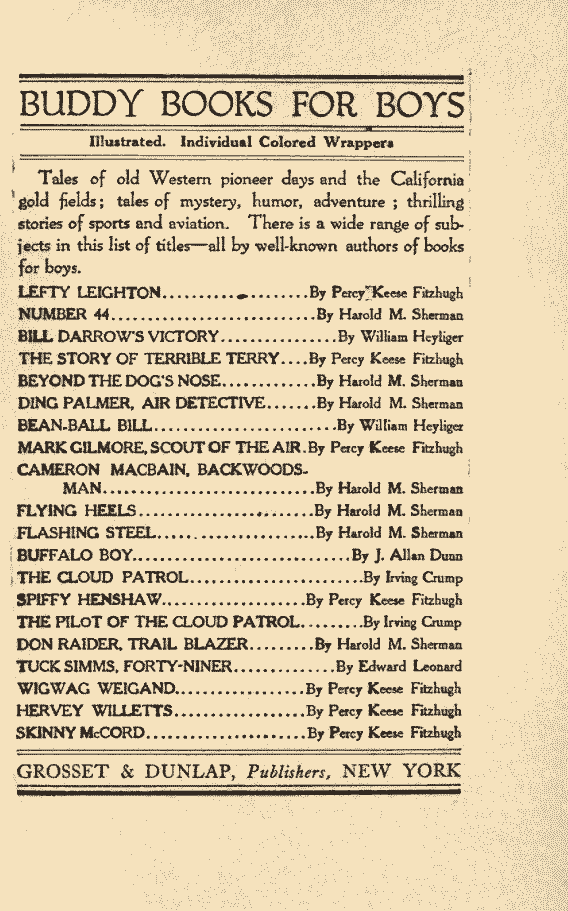 BUDDY BOOKS FOR BOYS
Illustrated. Individual Colored Wrappers
Tales of old Western pioneer days and the California
gold fields; tales of mystery, humor, adventure ; thrilling
stories of sports and aviation. There is a wide range of sub-
jects in this list of titles—all by well-known authors of books
for boys.
LEFTY LEIGHTON....................By Percy Keese Fitzhugh
NUMBER 44............................By Harold M. Sherman
BILL DARROW'S VICTORY................By William Heyliger
THE STORY OF TERRIBLE TERRY....By Percy Keese Fitzhugh
BEYOND THE DOG'S NOSE.............By Harold M. Sherman
DING PALMER, AIR DETECTIVE.......By Harold M. Sherman
BEAN-BALL BILL.........................By William Heyliger
MARK GILMORE, SCOUT OF THE AIR.By Percy Keese Fitzhugh
CAMERON MACBAIN, BACKWOODS-
MAN.............................By Harold M. Sherman
FLYING HEELS........................By Harold M. Sherman
FLASHING STEEL......................By Harold M. Sherman
BUFFALO BOY..............................By J. Allan Dunn
THE CLOUD PATROL.......................By Irving Crump
SPIFFY HENSHAW...................By Percy Keese Fitzhugh
THE PILOT OF THE CLOUD PATROL.........By Irving Crump
DON RAIDER, TRAIL BLAZER.........By Harold M. Sherman
TUCK SIMMS, FORTY-NINER.............By Edward Leonard
WIGWAG WEIGAND.................By Percy Keese Fitzhugh
HERVEY WILLETTS.................By Percy Keese Fitzhugh
SKINNY McCORD.....................By Percy Keese Fitzhugh
GROSSET & DUNLAP, Publishers, NEW YORK